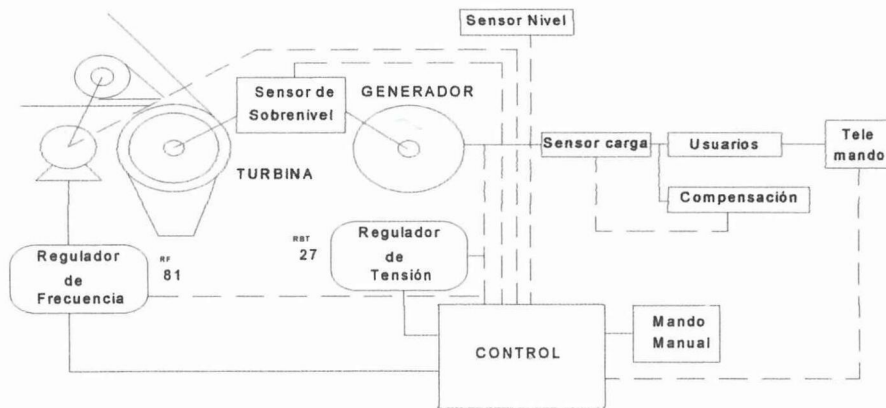 Sensor Nivel
Sensor de
Sobrenivel
GENERADOR
TURBINA
Sensor carga
Usuarios
Tele
mando
Compensación
Regulador
de
Frecuencia
RF
81
RBT
27
Regulador
de
Tensión
CONTROL
Mando
Manual